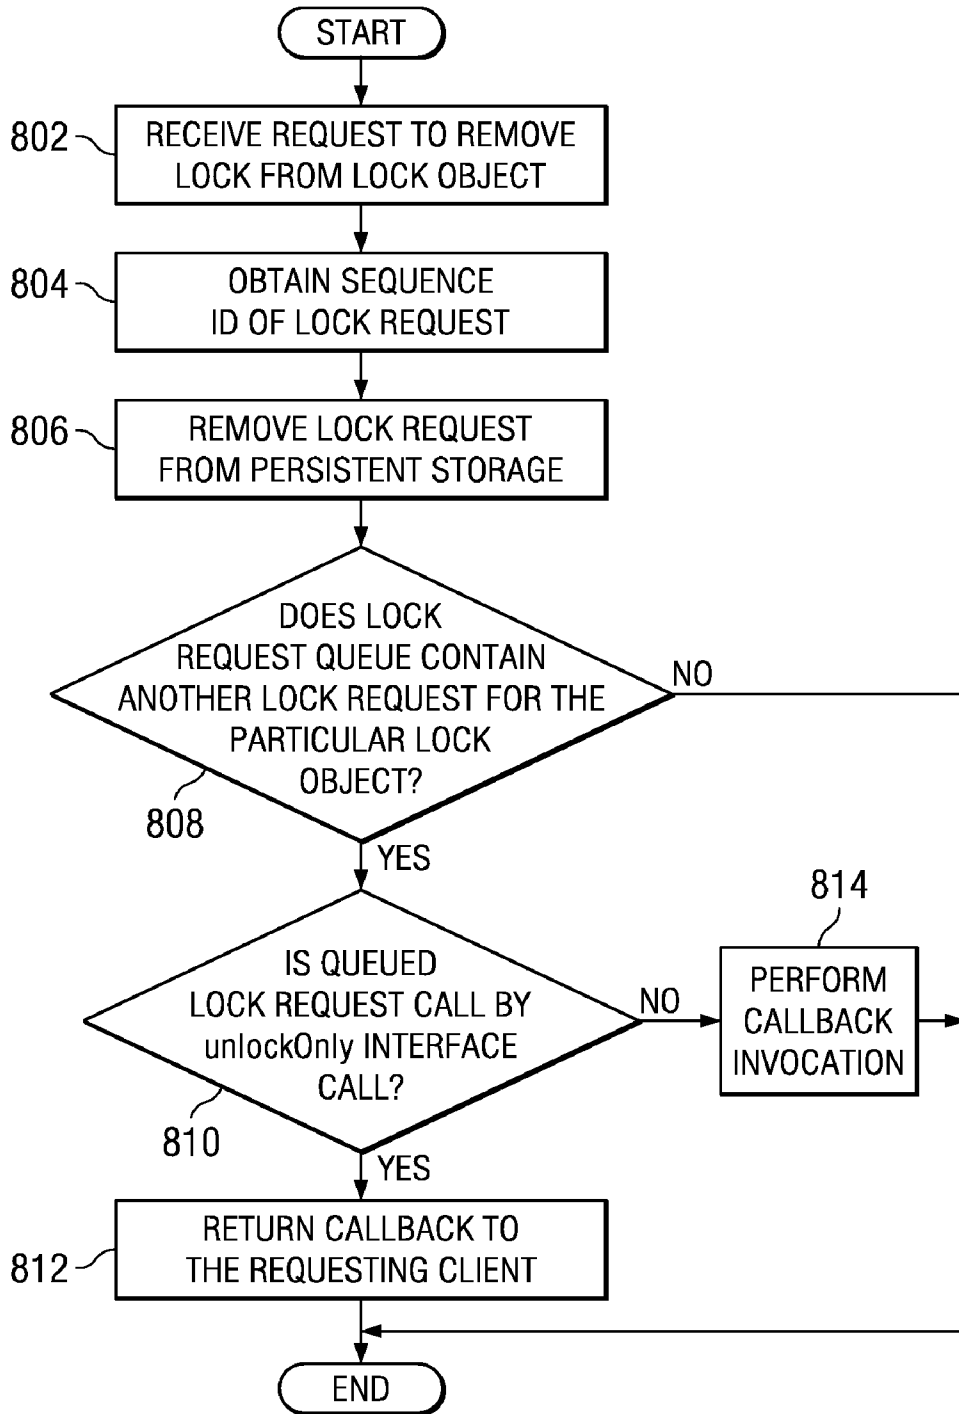 START
802
RECEIVE REQUEST TO REMOVE
LOCK FROM LOCK OBJECT
804
OBTAIN SEQUENCE
ID OF LOCK REQUEST
806
REMOVE LOCK REQUEST
FROM PERSISTENT STORAGE
DOES LOCK
REQUEST QUEUE CONTAIN
ANOTHER LOCK REQUEST FOR THE
PARTICULAR LOCK
OBJECT?
NO
808
YES
IS QUEUED
LOCK REQUEST CALL BY
unlockOnly INTERFACE
CALL?
NO
810
814
PERFORM
CALLBACK
INVOCATION
YES
812
RETURN CALLBACK TO
THE REQUESTING CLIENT
END